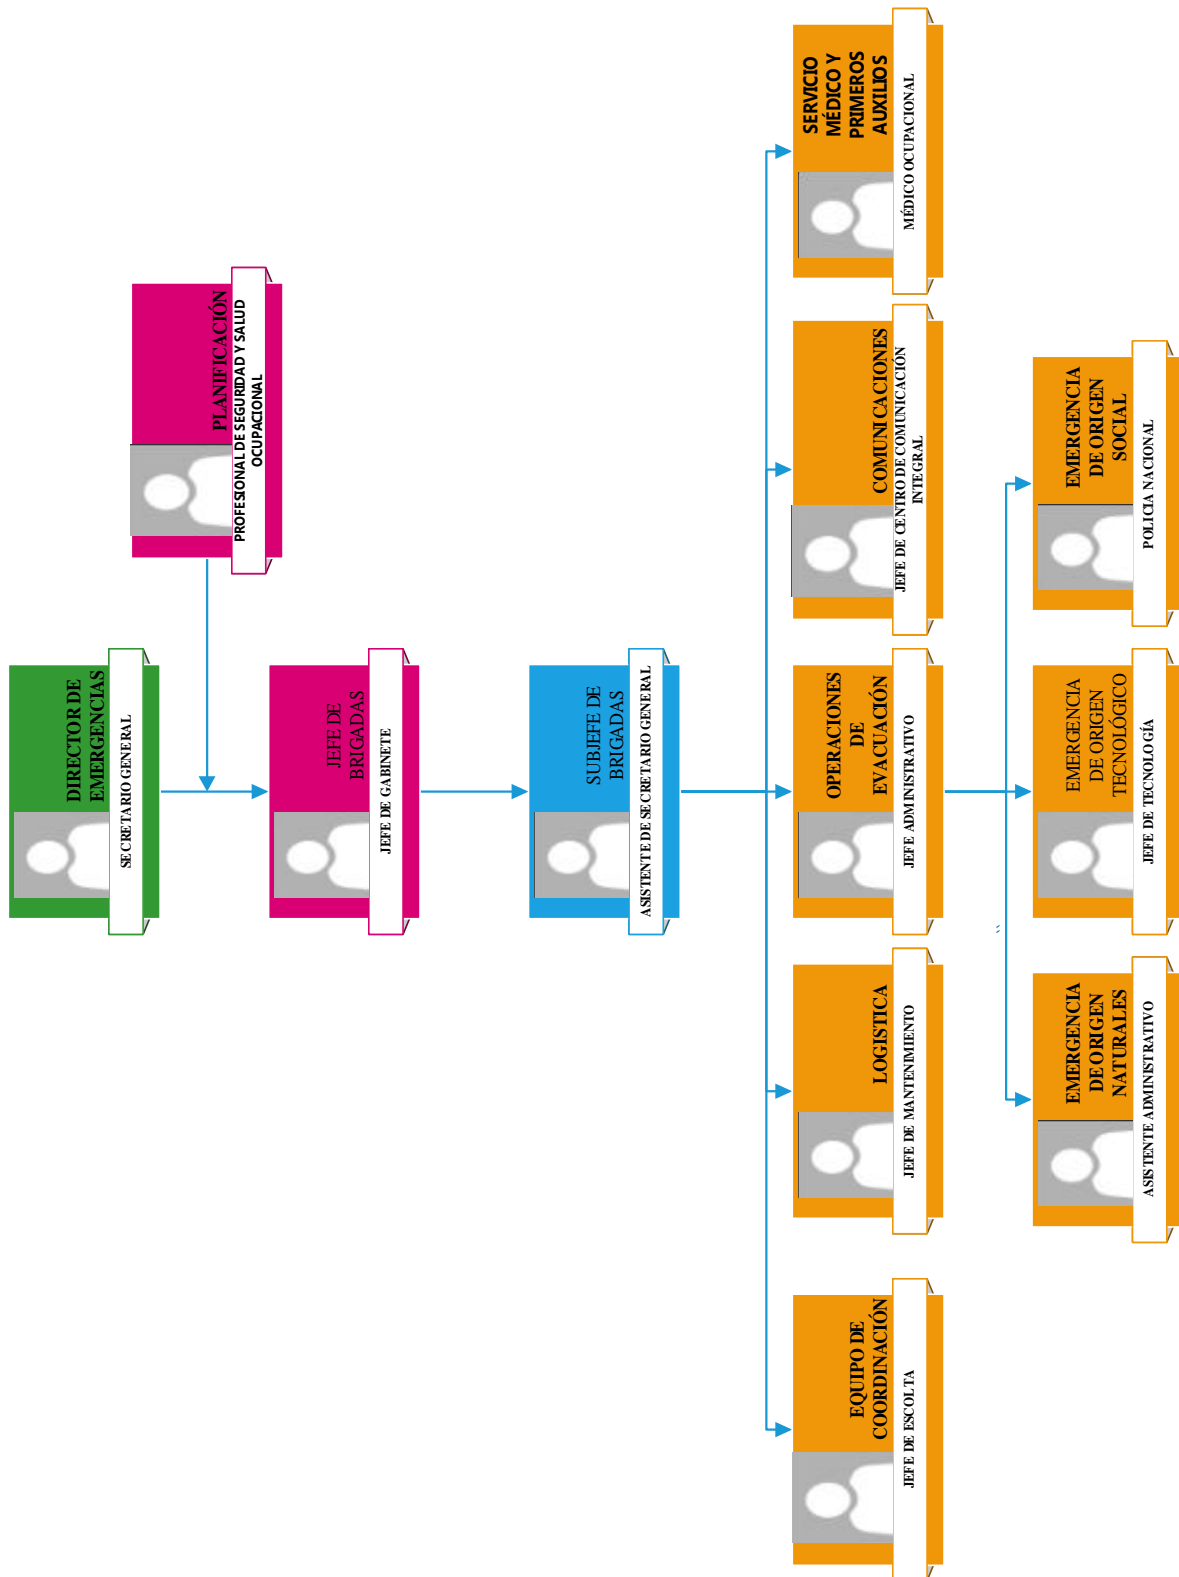 DIRECTOR DE
EMERGENCIAS
SECRETARIO GENERAL
PLANIFICACIÓN
PROFESIONAL DE SEGURIDAD Y SALUD
OCUPACIONAL
JEFE DE
BRIGADAS
JEFE DE GABINETE
SUBJEFE DE
BRIGADAS
ASISTENTE DE SECRETARIO GENERAL
EQUIPO DE
COORDINACIÓN
JEFE DE ESCOLTA
LOGISTICA
JEFE DE MANTENIMIENTO
OPERACIONES
DE
EVACUACIÓN
JEFE ADMINISTRATIVO
COMUNICACIONES
JEFE DE CENTRO DE COMUNICACIÓN
INTEGRAL
SERVICIO
MÉDICO Y
PRIMEROS
AUXILIOS
MÉDICO OCUPACIONAL
EMERGENCIA
DE ORIGEN
NATURALES
ASISTENTE ADMINISTRATIVO
EMERGENCIA
DE ORIGEN
TECNOLÓGICO
JEFE DE TECNOLOGÍA
EMERGENCIA
DE ORIGEN
SOCIAL
POLICIA NACIONAL